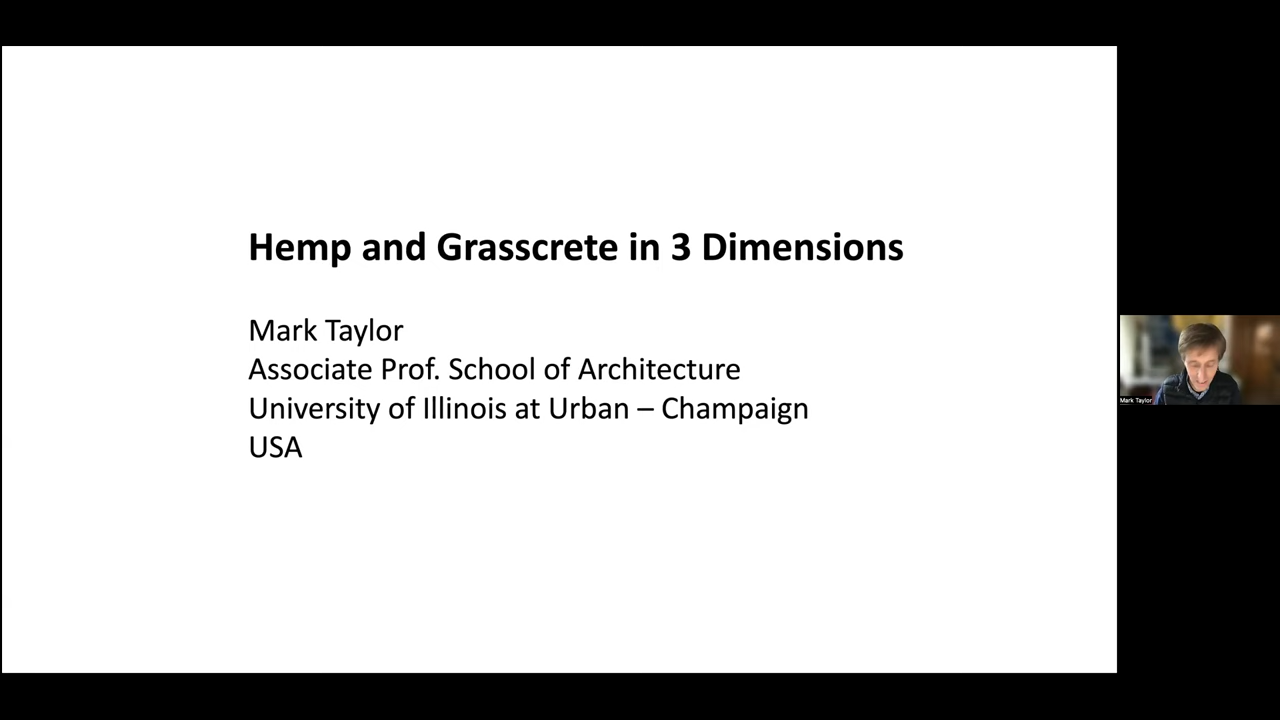 Hemp and Grasscrete in 3 Dimensions
Mark Taylor
Associate Prof. School of Architecture
University of Illinois at Urban – Champaign
USA
Mark Taylor